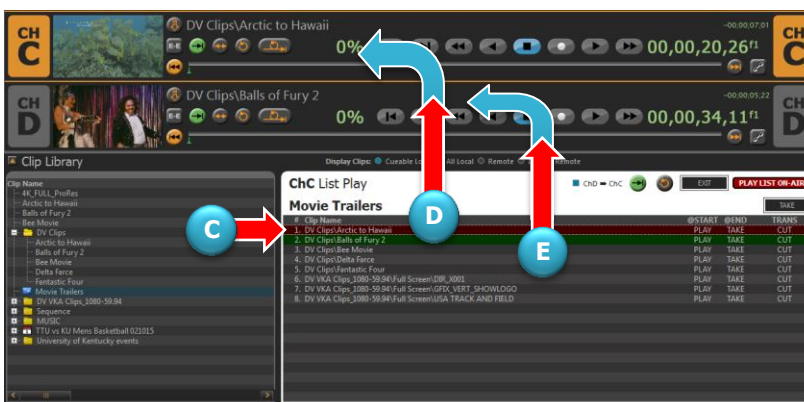 CH
C
DV Clips\Arctic to Hawaii
-00;00;07;01
E-E
0%
00,00,20,26f1
CH
C
CH
D
DV Clips\Balls of Fury 2
-00;00;05;22
E-E
0%
00,00,34,11f1
CH
D
Clip Library
Display Clips: Cueable Lo All Local Remote Remote
Clip Name
4K_FULL_ProRes
Arctic to Hawaii
Balls of Fury 2
Bee Movie
DV Clips
Arctic to Hawaii
Balls of Fury 2
Bee Movie
Delta Farce
Fentastic Four
Movie Trailers
DV VKA Clips_1080-59.94
Sequence
MUSIC
TTU vs KU Mens Basketball 021015
University of Kentucky events
ChC List Play
ChD ChC
EXIT
PLAY LIST ON-AIR
Movie Trailers
TAKE
# Clip Name @START @END TRANS
1. DV Clips\Arctic to Hawaii PLAY TAKE CUT
2. DV Clips\Balls of Fury 2 PLAY TAKE CUT
3. DV Clips\Bee Movie PLAY TAKE CUT
4. DV Clips\Delta Farce PLAY TAKE CUT
5. DV Clips\Fantastic Four PLAY TAKE CUT
6. DV VKA Clips_1080-59.94\Full Screen\DIR_X001 PLAY TAKE CUT
7. DV VKA Clips_1080-59.94\Full Screen\GFIX_VERT_SHOWLOGO PLAY TAKE CUT
8. DV VKA Clips_1080-59.94\Full Screen\USA TRACK AND FIELD PLAY TAKE CUT
C
D
E